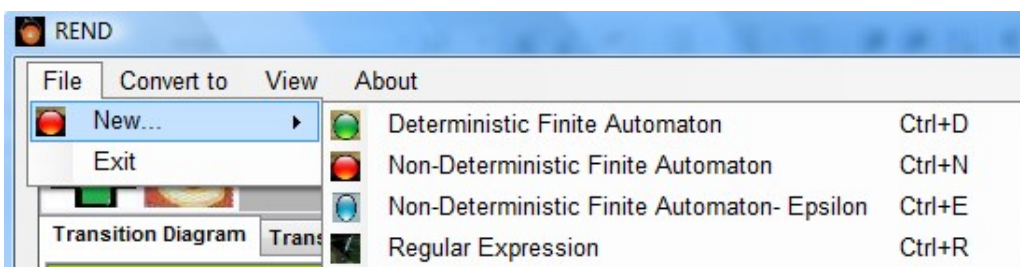 REND
File Convert to View About
New... Deterministic Finite Automaton Ctrl+D
Exit Non-Deterministic Finite Automaton Ctrl+N
Non-Deterministic Finite Automaton- Epsilon Ctrl+E
Transition Diagram Regular Expression Ctrl+R